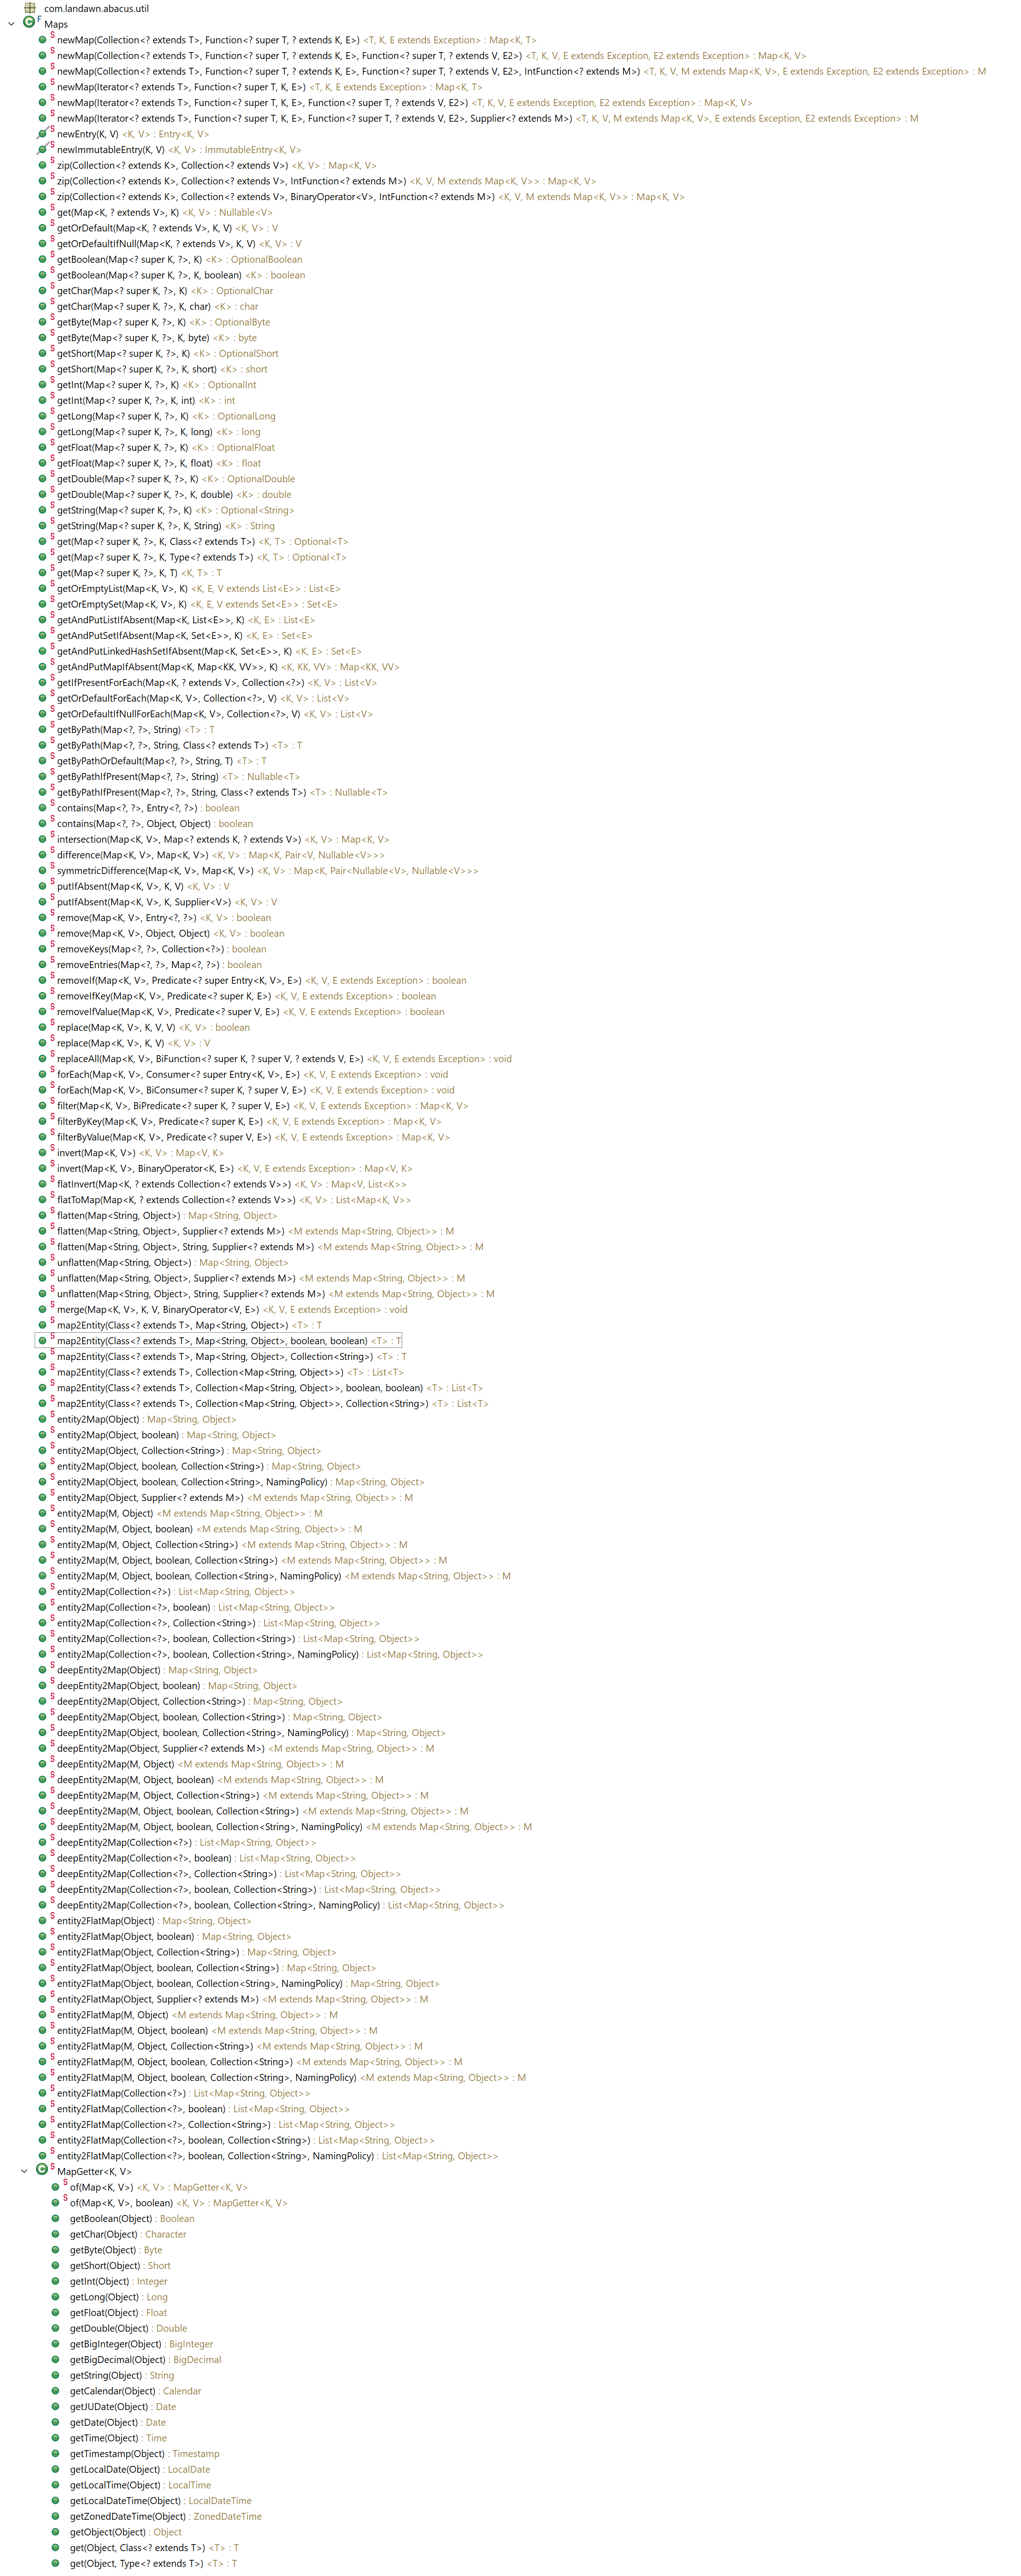 com.landawn.abacus.util
Maps
newMap(Collection<? extends T>, Function<? super T, ? extends K, E>) <T, K, E extends Exception> : Map<K, T>
newMap(Collection<? extends T>, Function<? super T, ? extends K, E>, Function<? super T, ? extends V, E2>) <T, K, V, E extends Exception, E2 extends Exception> : Map<K, V>
newMap(Collection<? extends T>, Function<? super T, ? extends K, E>, Function<? super T, ? extends V, E2>, IntFunction<? extends M>) <T, K, V, M extends Map<K, V>, E extends Exception, E2 extends Exception> : M
newMap(Iterator<? extends T>, Function<? super T, K, E>) <T, K, E extends Exception> : Map<K, T>
newMap(Iterator<? extends T>, Function<? super T, K, E>, Function<? super T, ? extends V, E2>) <T, K, V, E extends Exception, E2 extends Exception> : Map<K, V>
newMap(Iterator<? extends T>, Function<? super T, K, E>, Function<? super T, ? extends V, E2>, Supplier<? extends M>) <T, K, V, M extends Map<K, V>, E extends Exception, E2 extends Exception> : M
newEntry(K, V) <K, V> : Entry<K, V>
newImmutableEntry(K, V) <K, V> : ImmutableEntry<K, V>
zip(Collection<? extends K>, Collection<? extends V>) <K, V> : Map<K, V>
zip(Collection<? extends K>, Collection<? extends V>, IntFunction<? extends M>) <K, V, M extends Map<K, V>> : Map<K, V>
zip(Collection<? extends K>, Collection<? extends V>, BinaryOperator<V>, IntFunction<? extends M>) <K, V, M extends Map<K, V>> : Map<K, V>
get(Map<K, ? extends V>, K) <K, V> : Nullable<V>
getOrDefault(Map<K, ? extends V>, K, V) <K, V> : V
getOrDefaultIfNull(Map<K, ? extends V>, K, V) <K, V> : V
getBoolean(Map<? super K, ?>, K) <K> : OptionalBoolean
getBoolean(Map<? super K, ?>, K, boolean) <K> : boolean
getChar(Map<? super K, ?>, K) <K> : OptionalChar
getChar(Map<? super K, ?>, K, char) <K> : char
getByte(Map<? super K, ?>, K) <K> : OptionalByte
getByte(Map<? super K, ?>, K, byte) <K> : byte
getShort(Map<? super K, ?>, K) <K> : OptionalShort
getShort(Map<? super K, ?>, K, short) <K> : short
getInt(Map<? super K, ?>, K) <K> : OptionalInt
getInt(Map<? super K, ?>, K, int) <K> : int
getLong(Map<? super K, ?>, K) <K> : OptionalLong
getLong(Map<? super K, ?>, K, long) <K> : long
getFloat(Map<? super K, ?>, K) <K> : OptionalFloat
getFloat(Map<? super K, ?>, K, float) <K> : float
getDouble(Map<? super K, ?>, K) <K> : OptionalDouble
getDouble(Map<? super K, ?>, K, double) <K> : double
getString(Map<? super K, ?>, K) <K> : Optional<String>
getString(Map<? super K, ?>, K, String) <K> : String
get(Map<? super K, ?>, K, Class<? extends T>) <K, T> : Optional<T>
get(Map<? super K, ?>, K, Type<? extends T>) <K, T> : Optional<T>
get(Map<? super K, ?>, K, T) <K, T> : T
getOrEmptyList(Map<K, V>, K) <K, E, V extends List<E>> : List<E>
getOrEmptySet(Map<K, V>, K) <K, E, V extends Set<E>> : Set<E>
getAndPutListIfAbsent(Map<K, List<E>>, K) <K, E> : List<E>
getAndPutSetIfAbsent(Map<K, Set<E>>, K) <K, E> : Set<E>
getAndPutLinkedHashSetIfAbsent(Map<K, Set<E>>, K) <K, E> : Set<E>
getAndPutMapIfAbsent(Map<K, Map<KK, VV>>, K) <K, KK, VV> : Map<KK, VV>
getIfPresentForEach(Map<K, ? extends V>, Collection<?>) <K, V> : List<V>
getOrDefaultForEach(Map<K, V>, Collection<?>, V) <K, V> : List<V>
getOrDefaultIfNullForEach(Map<K, V>, Collection<?>, V) <K, V> : List<V>
getByPath(Map<?, ?>, String) <T> : T
getByPath(Map<?, ?>, String, Class<? extends T>) <T> : T
getByPathOrDefault(Map<?, ?>, String, T) <T> : T
getByPathIfPresent(Map<?, ?>, String) <T> : Nullable<T>
getByPathIfPresent(Map<?, ?>, String, Class<? extends T>) <T> : Nullable<T>
contains(Map<?, ?>, Entry<?, ?>) : boolean
contains(Map<?, ?>, Object, Object) : boolean
intersection(Map<K, V>, Map<? extends K, ? extends V>) <K, V> : Map<K, V>
difference(Map<K, V>, Map<K, V>) <K, V> : Map<K, Pair<V, Nullable<V>>>
symmetricDifference(Map<K, V>, Map<K, V>) <K, V> : Map<K, Pair<Nullable<V>, Nullable<V>>>
putIfAbsent(Map<K, V>, K, V) <K, V> : V
putIfAbsent(Map<K, V>, K, Supplier<V>) <K, V> : V
remove(Map<K, V>, Entry<?, ?>) <K, V> : boolean
remove(Map<K, V>, Object, Object) <K, V> : boolean
removeKeys(Map<?, ?>, Collection<?>) : boolean
removeEntries(Map<?, ?>, Map<?, ?>) : boolean
removeIf(Map<K, V>, Predicate<? super Entry<K, V>, E>) <K, V, E extends Exception> : boolean
removeIfKey(Map<K, V>, Predicate<? super K, E>) <K, V, E extends Exception> : boolean
removeIfValue(Map<K, V>, Predicate<? super V, E>) <K, V, E extends Exception> : boolean
replace(Map<K, V>, K, V, V) <K, V> : boolean
replace(Map<K, V>, K, V) <K, V> : V
replaceAll(Map<K, V>, BiFunction<? super K, ? super V, ? extends V, E>) <K, V, E extends Exception> : void
forEach(Map<K, V>, Consumer<? super Entry<K, V>, E>) <K, V, E extends Exception> : void
forEach(Map<K, V>, BiConsumer<? super K, ? super V, E>) <K, V, E extends Exception> : void
filter(Map<K, V>, BiPredicate<? super K, ? super V, E>) <K, V, E extends Exception> : Map<K, V>
filterByKey(Map<K, V>, Predicate<? super K, E>) <K, V, E extends Exception> : Map<K, V>
filterByValue(Map<K, V>, Predicate<? super V, E>) <K, V, E extends Exception> : Map<K, V>
invert(Map<K, V>) <K, V> : Map<V, K>
invert(Map<K, V>, BinaryOperator<K, E>) <K, V, E extends Exception> : Map<V, K>
flatInvert(Map<K, ? extends Collection<? extends V>>) <K, V> : Map<V, List<K>>
flatToMap(Map<K, ? extends Collection<? extends V>>) <K, V> : List<Map<K, V>>
flatten(Map<String, Object>) : Map<String, Object>
flatten(Map<String, Object>, Supplier<? extends M>) <M extends Map<String, Object>> : M
flatten(Map<String, Object>, String, Supplier<? extends M>) <M extends Map<String, Object>> : M
unflatten(Map<String, Object>) : Map<String, Object>
unflatten(Map<String, Object>, Supplier<? extends M>) <M extends Map<String, Object>> : M
unflatten(Map<String, Object>, String, Supplier<? extends M>) <M extends Map<String, Object>> : M
merge(Map<K, V>, K, V, BinaryOperator<V, E>) <K, V, E extends Exception> : void
map2Entity(Class<? extends T>, Map<String, Object>) <T> : T
map2Entity(Class<? extends T>, Map<String, Object>, boolean, boolean) <T> : T
map2Entity(Class<? extends T>, Map<String, Object>, Collection<String>) <T> : T
map2Entity(Class<? extends T>, Collection<Map<String, Object>>) <T> : List<T>
map2Entity(Class<? extends T>, Collection<Map<String, Object>>, boolean, boolean) <T> : List<T>
map2Entity(Class<? extends T>, Collection<Map<String, Object>>, Collection<String>) <T> : List<T>
entity2Map(Object) : Map<String, Object>
entity2Map(Object, boolean) : Map<String, Object>
entity2Map(Object, Collection<String>) : Map<String, Object>
entity2Map(Object, boolean, Collection<String>) : Map<String, Object>
entity2Map(Object, boolean, Collection<String>, NamingPolicy) : Map<String, Object>
entity2Map(Object, Supplier<? extends M>) <M extends Map<String, Object>> : M
entity2Map(M, Object) <M extends Map<String, Object>> : M
entity2Map(M, Object, boolean) <M extends Map<String, Object>> : M
entity2Map(M, Object, Collection<String>) <M extends Map<String, Object>> : M
entity2Map(M, Object, boolean, Collection<String>) <M extends Map<String, Object>> : M
entity2Map(M, Object, boolean, Collection<String>, NamingPolicy) <M extends Map<String, Object>> : M
entity2Map(Collection<?>) : List<Map<String, Object>>
entity2Map(Collection<?>, boolean) : List<Map<String, Object>>
entity2Map(Collection<?>, Collection<String>) : List<Map<String, Object>>
entity2Map(Collection<?>, boolean, Collection<String>) : List<Map<String, Object>>
entity2Map(Collection<?>, boolean, Collection<String>, NamingPolicy) : List<Map<String, Object>>
deepEntity2Map(Object) : Map<String, Object>
deepEntity2Map(Object, boolean) : Map<String, Object>
deepEntity2Map(Object, Collection<String>) : Map<String, Object>
deepEntity2Map(Object, boolean, Collection<String>) : Map<String, Object>
deepEntity2Map(Object, boolean, Collection<String>, NamingPolicy) : Map<String, Object>
deepEntity2Map(Object, Supplier<? extends M>) <M extends Map<String, Object>> : M
deepEntity2Map(M, Object) <M extends Map<String, Object>> : M
deepEntity2Map(M, Object, boolean) <M extends Map<String, Object>> : M
deepEntity2Map(M, Object, Collection<String>) <M extends Map<String, Object>> : M
deepEntity2Map(M, Object, boolean, Collection<String>) <M extends Map<String, Object>> : M
deepEntity2Map(M, Object, boolean, Collection<String>, NamingPolicy) <M extends Map<String, Object>> : M
deepEntity2Map(Collection<?>) : List<Map<String, Object>>
deepEntity2Map(Collection<?>, boolean) : List<Map<String, Object>>
deepEntity2Map(Collection<?>, Collection<String>) : List<Map<String, Object>>
deepEntity2Map(Collection<?>, boolean, Collection<String>) : List<Map<String, Object>>
deepEntity2Map(Collection<?>, boolean, Collection<String>, NamingPolicy) : List<Map<String, Object>>
entity2FlatMap(Object) : Map<String, Object>
entity2FlatMap(Object, boolean) : Map<String, Object>
entity2FlatMap(Object, Collection<String>) : Map<String, Object>
entity2FlatMap(Object, boolean, Collection<String>) : Map<String, Object>
entity2FlatMap(Object, boolean, Collection<String>, NamingPolicy) : Map<String, Object>
entity2FlatMap(Object, Supplier<? extends M>) <M extends Map<String, Object>> : M
entity2FlatMap(M, Object) <M extends Map<String, Object>> : M
entity2FlatMap(M, Object, boolean) <M extends Map<String, Object>> : M
entity2FlatMap(M, Object, Collection<String>) <M extends Map<String, Object>> : M
entity2FlatMap(M, Object, boolean, Collection<String>) <M extends Map<String, Object>> : M
entity2FlatMap(M, Object, boolean, Collection<String>, NamingPolicy) <M extends Map<String, Object>> : M
entity2FlatMap(Collection<?>) : List<Map<String, Object>>
entity2FlatMap(Collection<?>, boolean) : List<Map<String, Object>>
entity2FlatMap(Collection<?>, Collection<String>) : List<Map<String, Object>>
entity2FlatMap(Collection<?>, boolean, Collection<String>) : List<Map<String, Object>>
entity2FlatMap(Collection<?>, boolean, Collection<String>, NamingPolicy) : List<Map<String, Object>>
MapGetter<K, V>
of(Map<K, V>) <K, V> : MapGetter<K, V>
of(Map<K, V>, boolean) <K, V> : MapGetter<K, V>
getBoolean(Object) : Boolean
getChar(Object) : Character
getByte(Object) : Byte
getShort(Object) : Short
getInt(Object) : Integer
getLong(Object) : Long
getFloat(Object) : Float
getDouble(Object) : Double
getBigInteger(Object) : BigInteger
getBigDecimal(Object) : BigDecimal
getString(Object) : String
getCalendar(Object) : Calendar
getJUDate(Object) : Date
getDate(Object) : Date
getTime(Object) : Time
getTimestamp(Object) : Timestamp
getLocalDate(Object) : LocalDate
getLocalTime(Object) : LocalTime
getLocalDateTime(Object) : LocalDateTime
getZonedDateTime(Object) : ZonedDateTime
getObject(Object) : Object
get(Object, Class<? extends T>) <T> : T
get(Object, Type<? extends T>) <T> : T